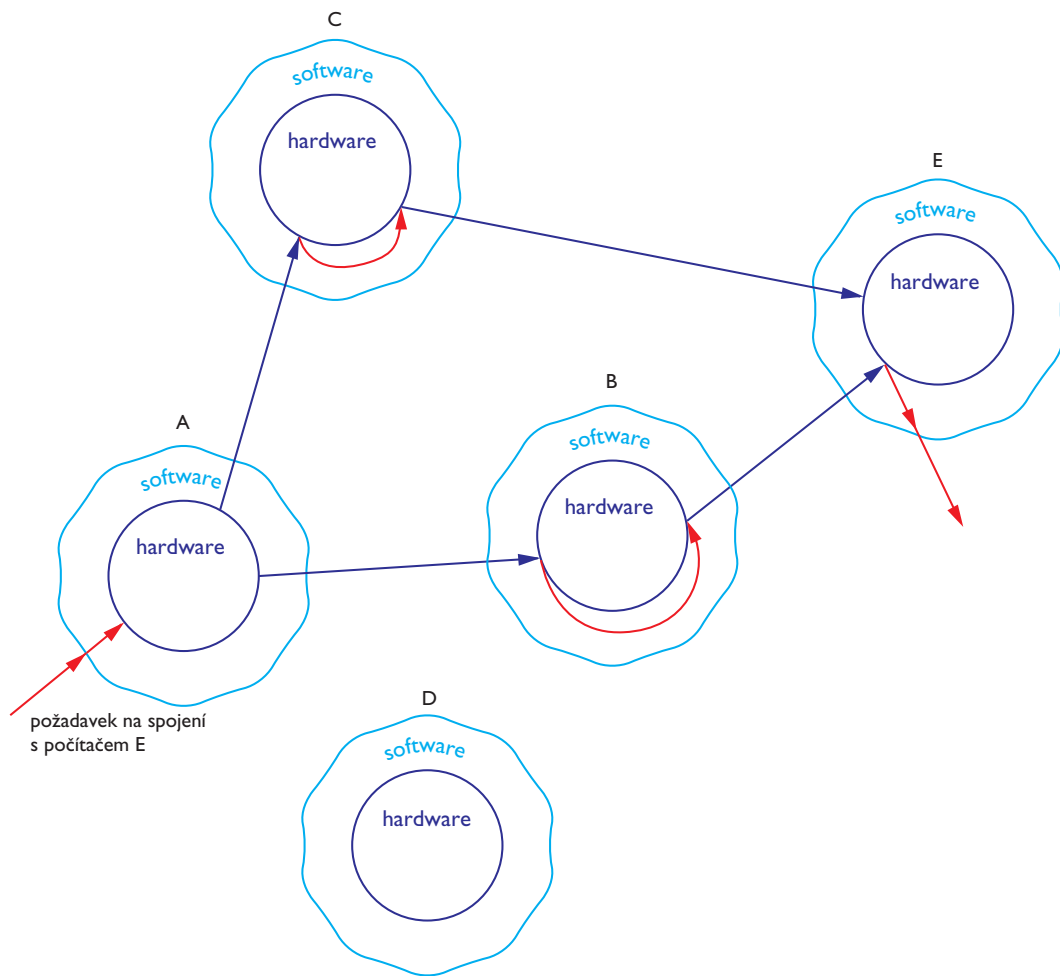 C
software
hardware
E
software
hardware
B
software
hardware
A
software
hardware
požadavek na spojení
s počítačem E
D
software
hardware